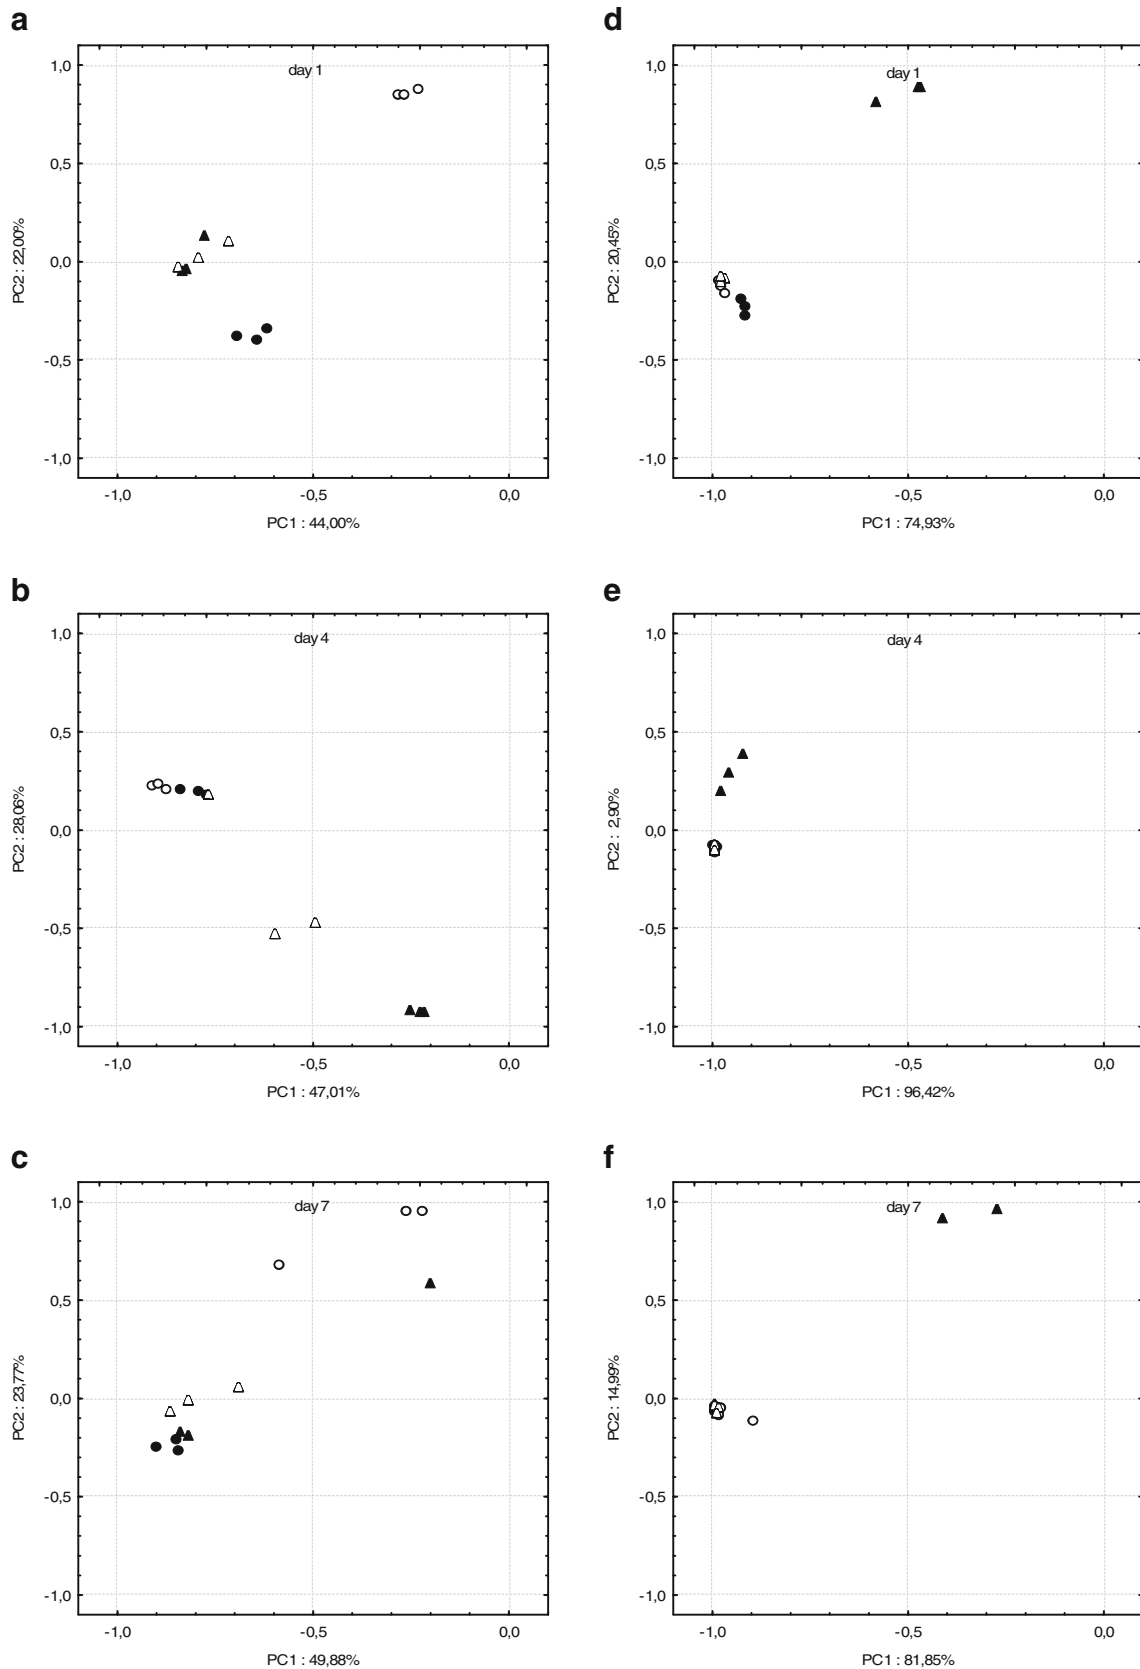 a
day 1
1,0
0,5
0,0
-0,5
-1,0
PC2 : 22,00%
-1,0 -0,5 0,0
PC1 : 44,00%
d
day 1
1,0
0,5
0,0
-0,5
-1,0
PC2 : 20,45%
-1,0 -0,5 0,0
PC1 : 74,93%
b
day 4
1,0
0,5
0,0
-0,5
-1,0
PC2 : 28,06%
-1,0 -0,5 0,0
PC1 : 47,01%
e
day 4
1,0
0,5
0,0
-0,5
-1,0
PC2 : 2,90%
-1,0 -0,5 0,0
PC1 : 96,42%
c
day 7
1,0
0,5
0,0
-0,5
-1,0
PC2 : 23,77%
-1,0 -0,5 0,0
PC1 : 49,88%
f
day 7
1,0
0,5
0,0
-0,5
-1,0
PC2 : 14,99%
-1,0 -0,5 0,0
PC1 : 81,85%